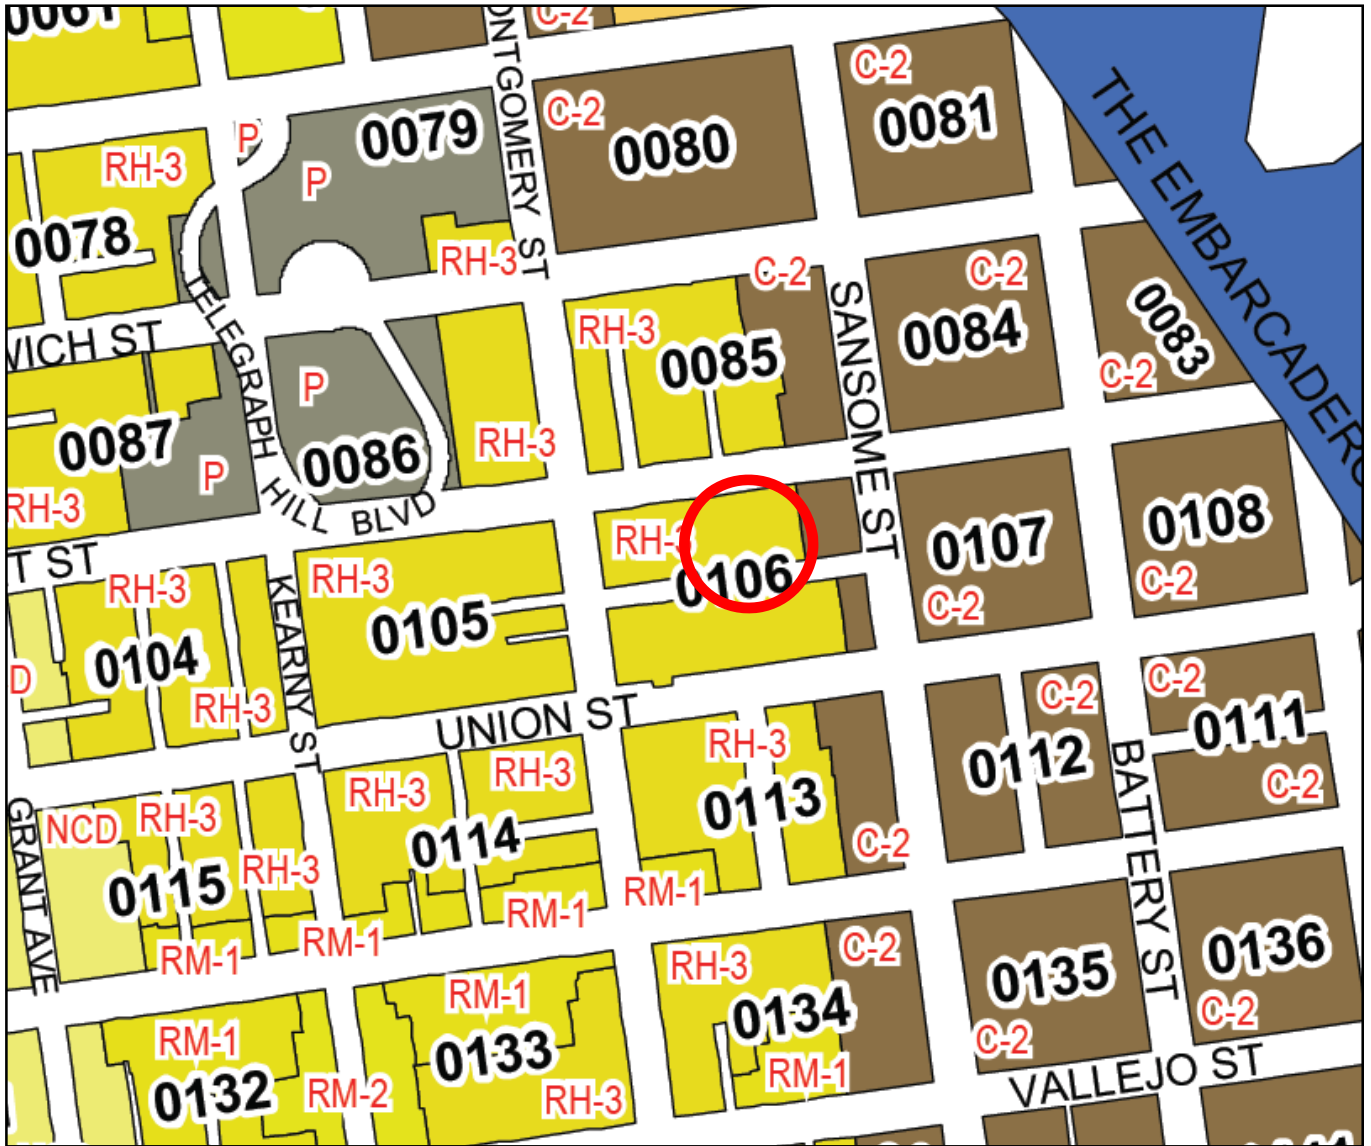 0061
C-2
ONTGOMERY ST
C-2
0081
C-2
0080
0079
P
P
RH-3
0078
RH-3
THE EMBARCADERO
C-2
C-2
SANSOME ST
0083
C-2
0084
RH-3
0085
TELEGRAPH HILL BLVD
WICH ST
P
0086
RH-3
0087
P
RH-3
T ST
RH-3
0106
0107
C-2
0108
C-2
RH-3
KEARNY ST
RH-3
0105
0104
RH-3
D
UNION ST
C-2
0112
C-2
0111
C-2
BATTERY ST
RH-3
0113
C-2
RM-1
RH-3
RH-3
0114
RM-1
GRANT AVE
NCD
RH-3
RH-3
0115
RM-1
RM-1
RH-3
C-2
0134
RM-1
0135
C-2
0136
C-2
RM-1
0133
RH-3
RM-1
0132
RM-2
VALLEJO ST